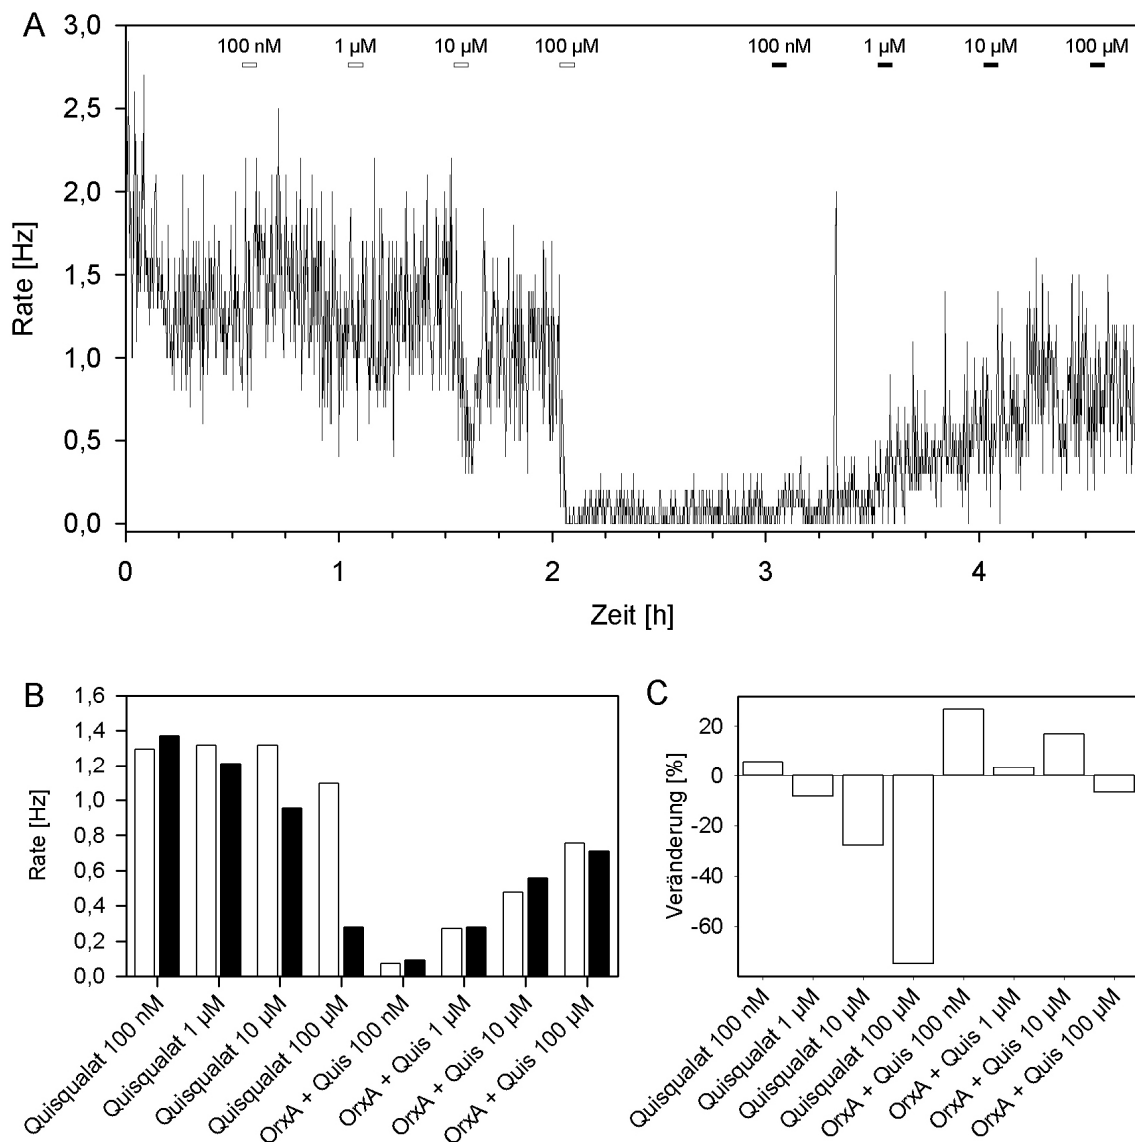 A
3,0
2,5
2,0
1,5
1,0
0,5
0,0
Rate [Hz]
100 nM 1 µM 10 µM 100 µM 100 nM 1 µM 10 µM 100 µM
0 1 2 3 4
Zeit [h]
B
1,6
1,4
1,2
1,0
0,8
0,6
0,4
0,2
0,0
Rate [Hz]
Quisqualat 100 nM
Quisqualat 1 µM
Quisqualat 10 µM
Quisqualat 100 µM
OrxA + Quis 100 nM
OrxA + Quis 1 µM
OrxA + Quis 10 µM
OrxA + Quis 100 µM
C
20
0
-20
-40
-60
Veränderung [%]
Quisqualat 100 nM
Quisqualat 1 µM
Quisqualat 10 µM
Quisqualat 100 µM
OrxA + Quis 100 nM
OrxA + Quis 1 µM
OrxA + Quis 10 µM
OrxA + Quis 100 µM